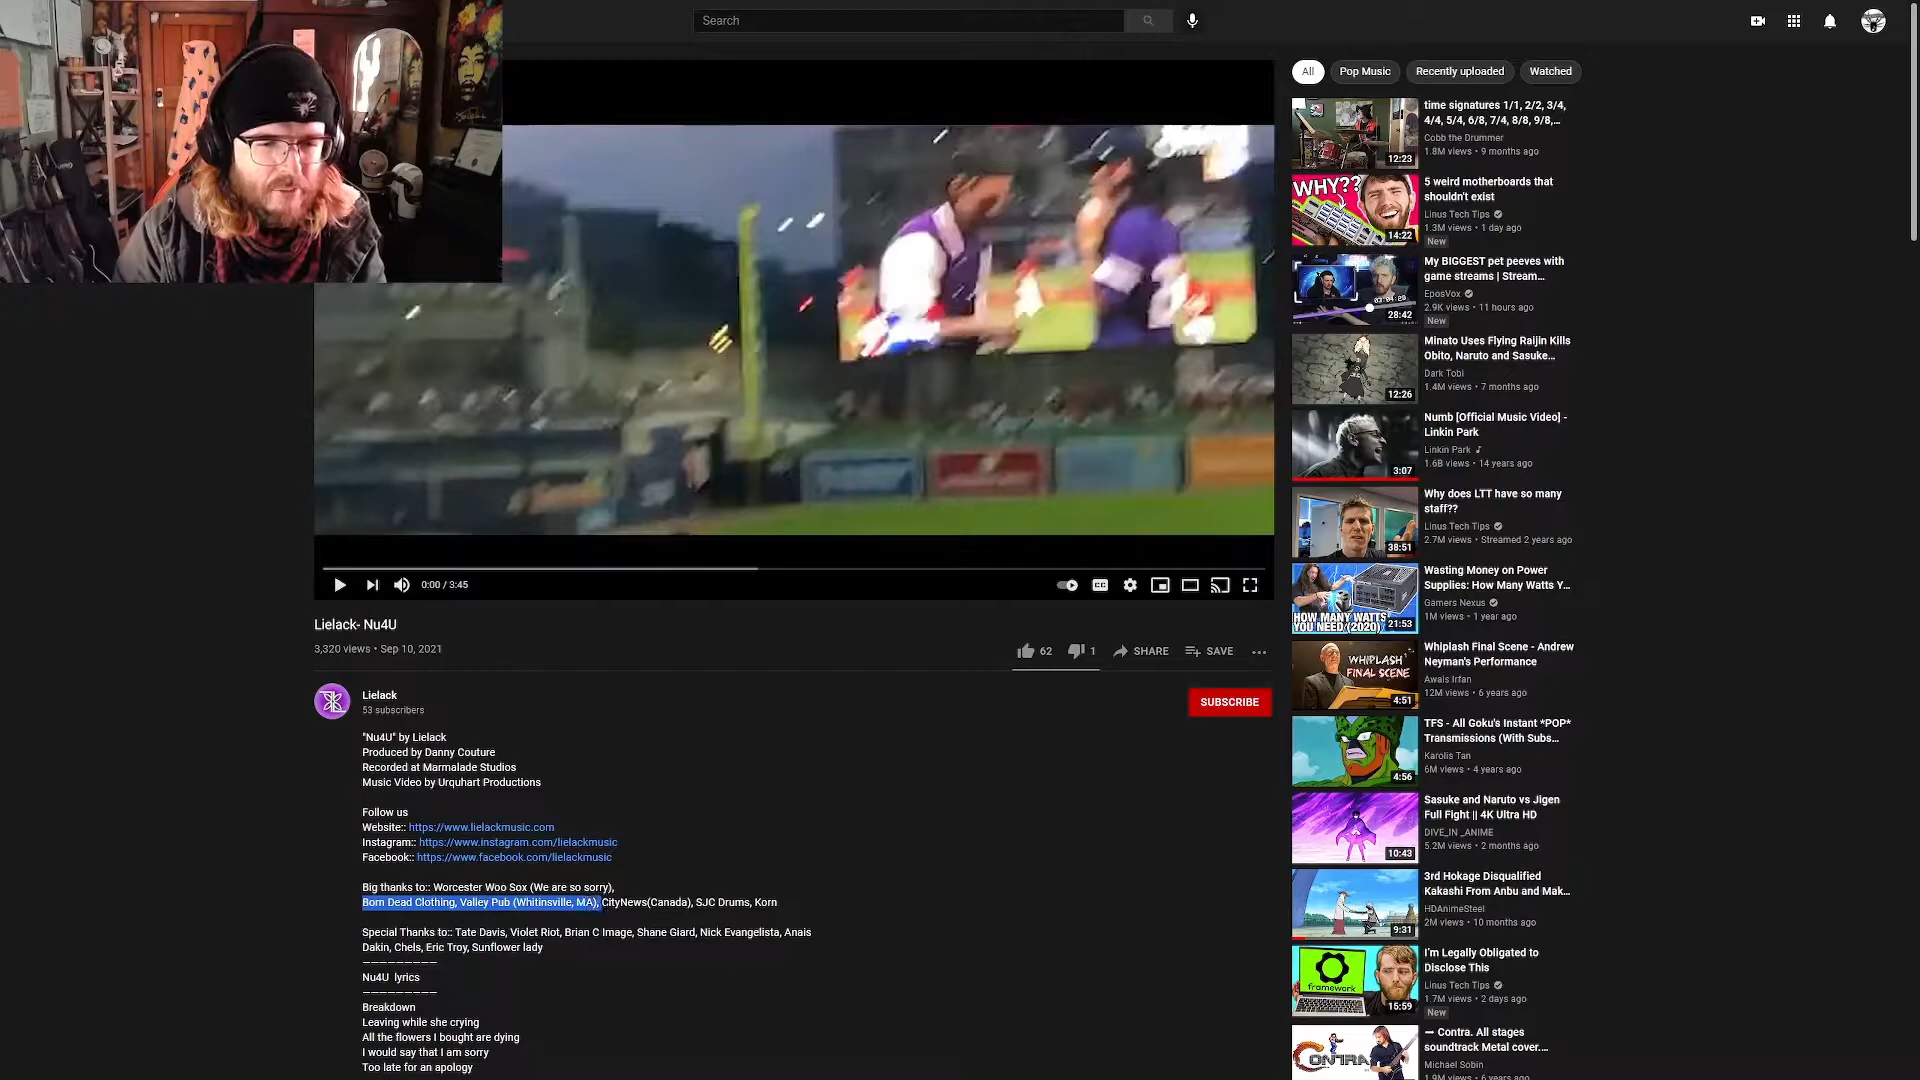 Search
All
Pop Music
Recently uploaded
Watched
time signatures 1/1, 2/2, 3/4,
4/4, 5/4, 6/8, 7/4, 8/8, 9/8,...
Cobb the Drummer
1.8M views • 9 months ago
12:23
WHY??
5 weird motherboards that
shouldn't exist
Linus Tech Tips
1.3M views • 1 day ago
New
14:22
My BIGGEST pet peeves with
game streams | Stream...
EposVox
2.9K views • 11 hours ago
New
28:42
Minato Uses Flying Raijin Kills
Obito, Naruto and Sasuke...
Dark Tobi
1.4M views • 7 months ago
12:26
Numb [Official Music Video] -
Linkin Park
Linkin Park
1.6B views • 14 years ago
3:07
Why does LTT have so many
staff??
Linus Tech Tips
2.7M views • Streamed 2 years ago
38:51
Wasting Money on Power
Supplies: How Many Watts Y...
Gamers Nexus
1M views • 1 year ago
HOW MANY WATTS
YOU NEED (2020)
21:53
Whiplash Final Scene - Andrew
Neyman's Performance
Awais Irfan
12M views • 6 years ago
WHIPLASH
FINAL SCENE
4:51
TFS - All Goku's Instant *POP*
Transmissions (With Subs...
Karolis Tan
6M views • 4 years ago
4:56
Sasuke and Naruto vs Jigen
Full Fight || 4K Ultra HD
DIVE_IN _ANIME
5.2M views • 2 months ago
10:43
3rd Hokage Disqualified
Kakashi From Anbu and Mak...
HDAnimeSteel
2M views • 10 months ago
9:31
I'm Legally Obligated to
Disclose This
Linus Tech Tips
1.7M views • 2 days ago
New
framework
15:59
— Contra. All stages
soundtrack Metal cover....
Michael Sobin
1.9M views • 6 years ago
CONTRA
0:00 / 3:45
CC
Lielack- Nu4U
3,320 views • Sep 10, 2021
62
1
SHARE
SAVE
Lielack
53 subscribers
SUBSCRIBE
"Nu4U" by Lielack
Produced by Danny Couture
Recorded at Marmalade Studios
Music Video by Urquhart Productions
Follow us
Website:: https://www.lielackmusic.com
Instagram:: https://www.instagram.com/lielackmusic
Facebook:: https://www.facebook.com/lielackmusic
Big thanks to:: Worcester Woo Sox (We are so sorry),
Born Dead Clothing, Valley Pub (Whitinsville, MA), CityNews(Canada), SJC Drums, Korn
Special Thanks to:: Tate Davis, Violet Riot, Brian C Image, Shane Giard, Nick Evangelista, Anais
Dakin, Chels, Eric Troy, Sunflower lady
—————————
Nu4U  lyrics
—————————
Breakdown
Leaving while she crying
All the flowers I bought are dying
I would say that I am sorry
Too late for an apology